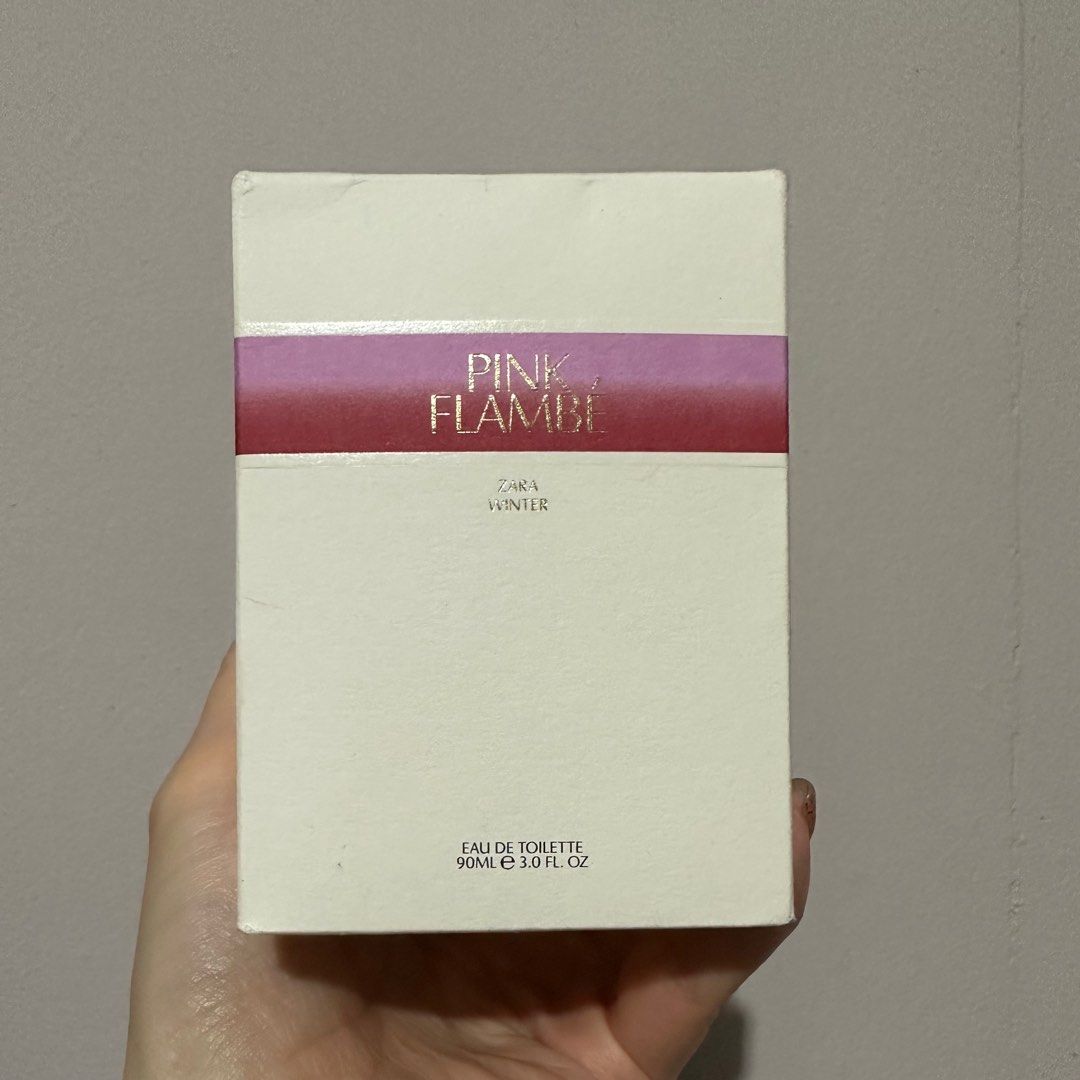 PINK
FLAMBÉ
ZARA
WINTER
EAU DE TOILETTE
90ML ℮ 3.0 FL. OZ